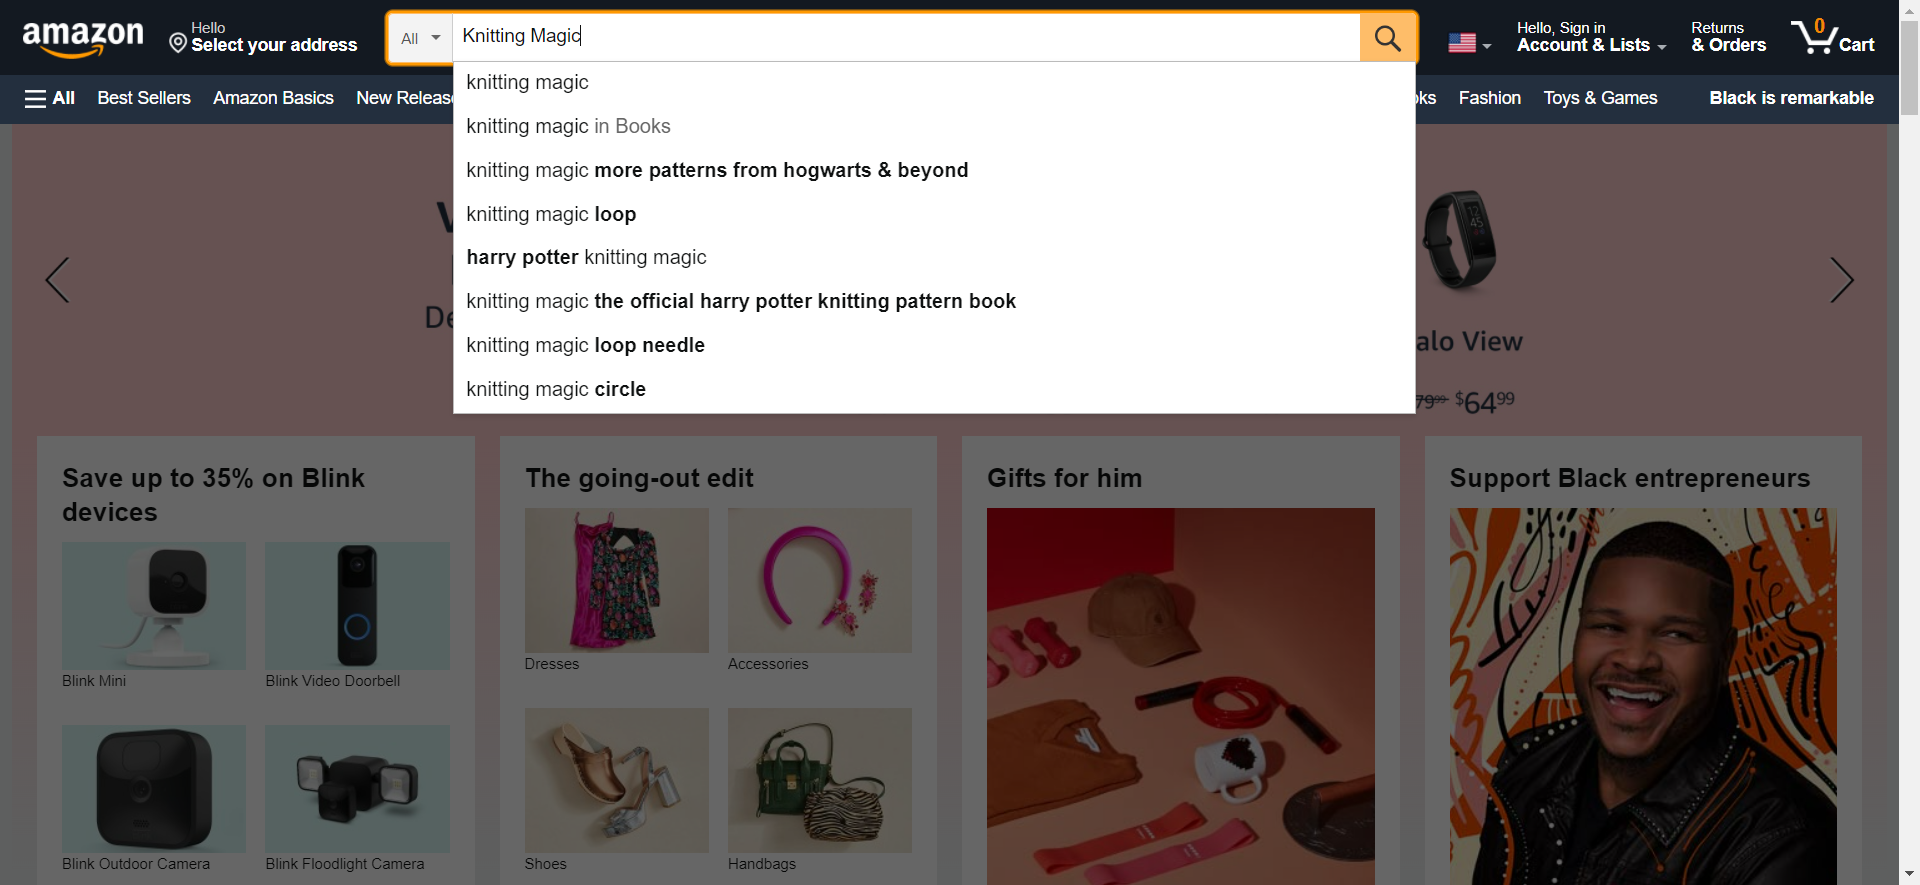 amazon
Hello
Select your address
All
Knitting Magic
Hello, Sign in
Account & Lists
Returns
& Orders
0
Cart
All
Best Sellers
Amazon Basics
New Releas
ks
Fashion
Toys & Games
Black is remarkable
knitting magic
knitting magic in Books
knitting magic more patterns from hogwarts & beyond
knitting magic loop
harry potter knitting magic
knitting magic the official harry potter knitting pattern book
knitting magic loop needle
knitting magic circle
De
alo View
79⁹⁹ $64⁹⁹
Save up to 35% on Blink
devices
Blink Mini
Blink Video Doorbell
Blink Outdoor Camera
Blink Floodlight Camera
The going-out edit
Dresses
Accessories
Shoes
Handbags
Gifts for him
Support Black entrepreneurs